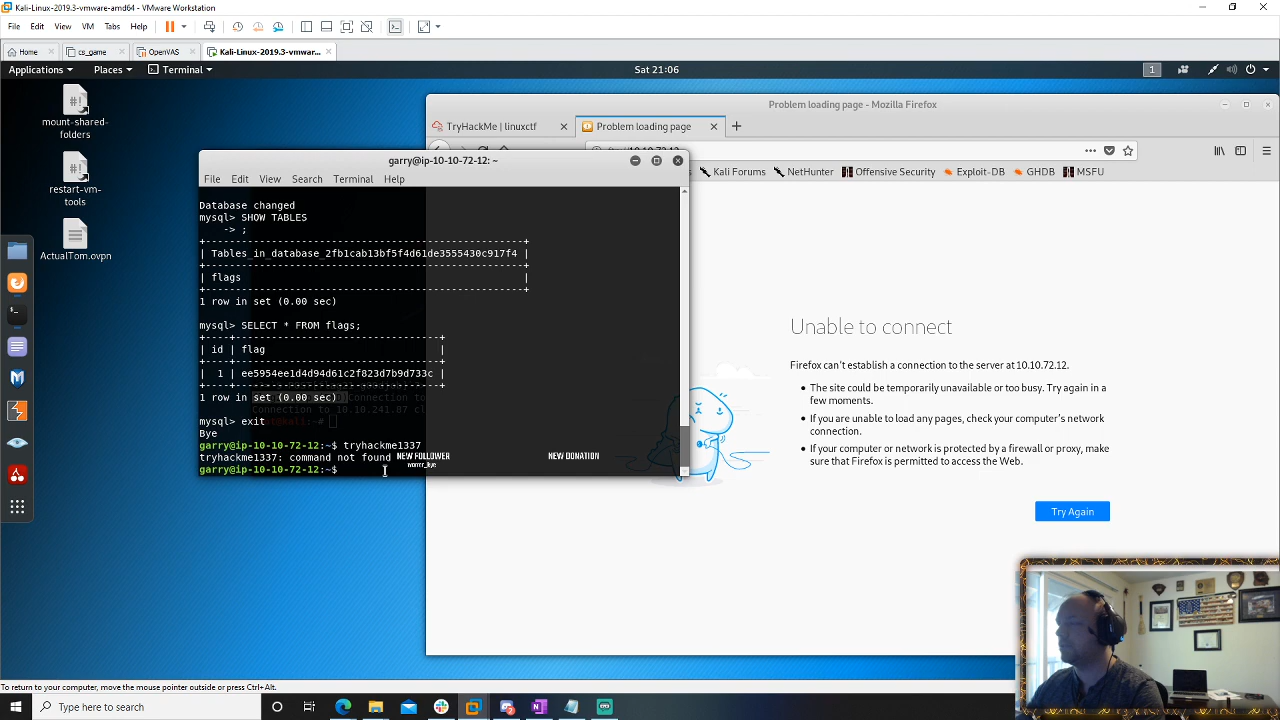 Kali-Linux-2019.3-vmware-amd64 - VMware Workstation
File Edit View VM Tabs Help
Home cs_game OpenVAS Kali-Linux-2019.3-vmwar...
Applications Places Terminal Sat 21:06 1
mount-shared-folders
restart-vm-tools
ActualTom.ovpn
Problem loading page - Mozilla Firefox
TryHackMe | linuxctf Problem loading page
Kali Forums NetHunter Offensive Security Exploit-DB GHDB MSFU
garry@ip-10-10-72-12: ~
File Edit View Search Terminal Help
Database changed
mysql> SHOW TABLES
-> ;
+-----------------------------------------------------+
| Tables_in_database_2fb1cab13bf5f4d61de3555430c917f4 |
+-----------------------------------------------------+
| flags |
+-----------------------------------------------------+
1 row in set (0.00 sec)
mysql> SELECT * FROM flags;
+----+----------------------------------+
| id | flag |
+----+----------------------------------+
| 1 | ee5954ee1d4d94d61c2f823d7b9d733c |
+----+----------------------------------+
1 row in set (0.00 sec)
Connection to
Connection to 10.10.241.87 cl
mysql> exit
Bye
garry@ip-10-10-72-12:~$ tryhackme1337
tryhackme1337: command not found
garry@ip-10-10-72-12:~$
NEW FOLLOWER
NEW DONATION
Unable to connect
Firefox can't establish a connection to the server at 10.10.72.12.
The site could be temporarily unavailable or too busy. Try again in a
few moments.
If you are unable to load any pages, check your computer's network
connection.
If your computer or network is protected by a firewall or proxy, make
sure that Firefox is permitted to access the Web.
Try Again
To return to your computer, move the mouse pointer outside or press Ctrl+Alt.
Type here to search